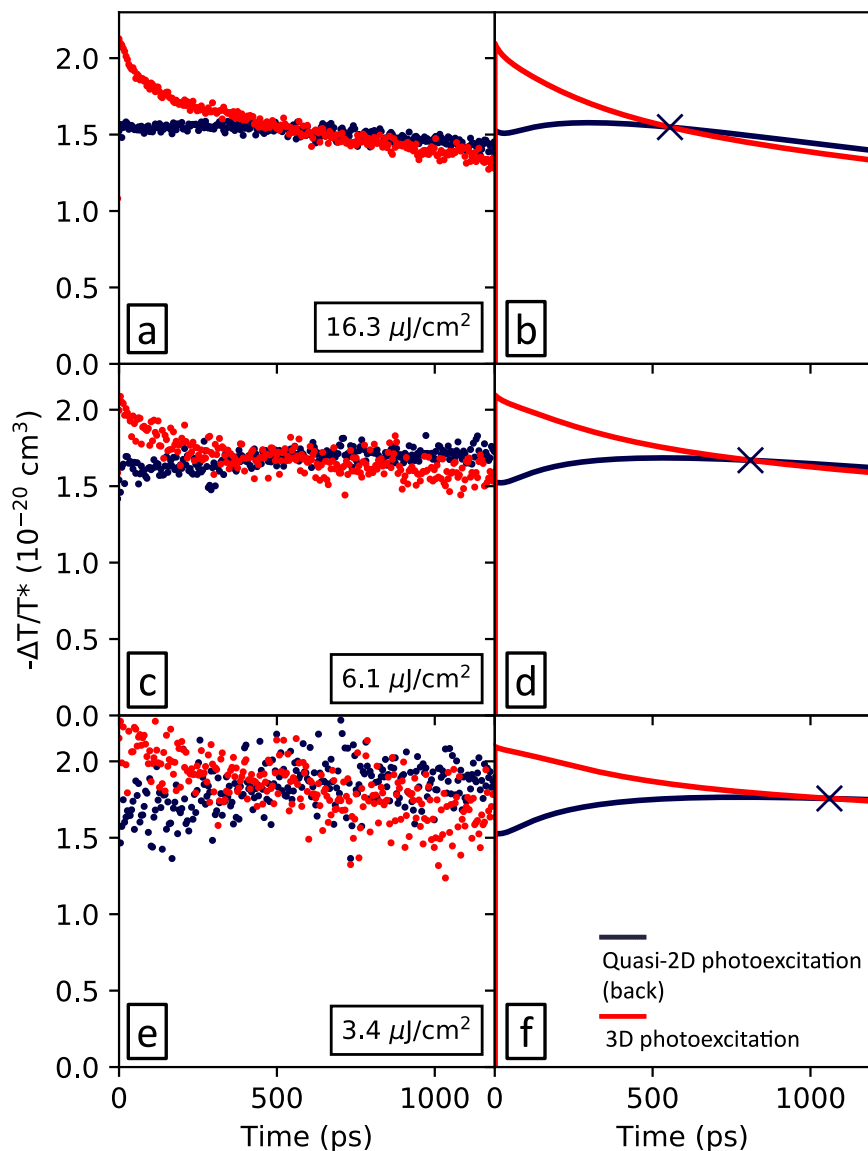 2.0
1.5
1.0
0.5
0.0
a
16.3 μJ/cm²
b
2.0
1.5
1.0
0.5
0.0
c
6.1 μJ/cm²
d
-ΔT/T* (10⁻²⁰ cm³)
2.0
1.5
1.0
0.5
0.0
e
3.4 μJ/cm²
f
Quasi-2D photoexcitation
(back)
3D photoexcitation
0 500 1000 0 500 1000
Time (ps) Time (ps)